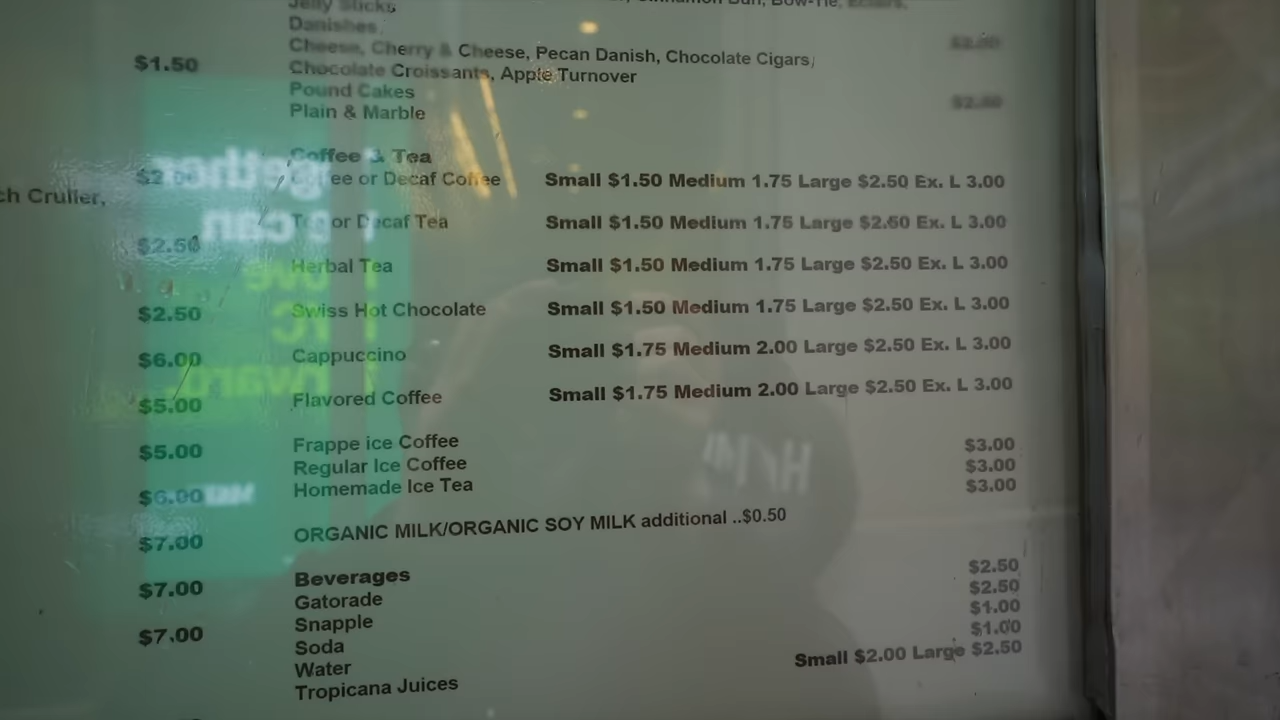 Jelly Sticks
Danishes,
$1.50 Cheese, Cherry & Cheese, Pecan Danish, Chocolate Cigars,
Chocolate Croissants, Apple Turnover
Pound Cakes
Plain & Marble
Coffee & Tea
Coffee or Decaf Coffee Small $1.50 Medium 1.75 Large $2.50 Ex. L 3.00
Cruller,
Tea or Decaf Tea Small $1.50 Medium 1.75 Large $2.60 Ex. L 3.00
$2.50
Herbal Tea Small $1.50 Medium 1.75 Large $2.50 Ex. L 3.00
$2.50 Swiss Hot Chocolate Small $1.50 Medium 1.75 Large $2.50 Ex. L 3.00
$6.00 Cappuccino Small $1.75 Medium 2.00 Large $2.50 Ex. L 3.00
$5.00 Flavored Coffee Small $1.75 Medium 2.00 Large $2.50 Ex. L 3.00
$5.00 Frappe ice Coffee $3.00
Regular Ice Coffee $3.00
$6.00 Homemade Ice Tea $3.00
$7.00 ORGANIC MILK/ORGANIC SOY MILK additional ..$0.50
$7.00 Beverages
Gatorade $2.50
$7.00 Snapple $2.50
Soda $1.00
Water $1.00
Tropicana Juices Small $2.00 Large $2.50